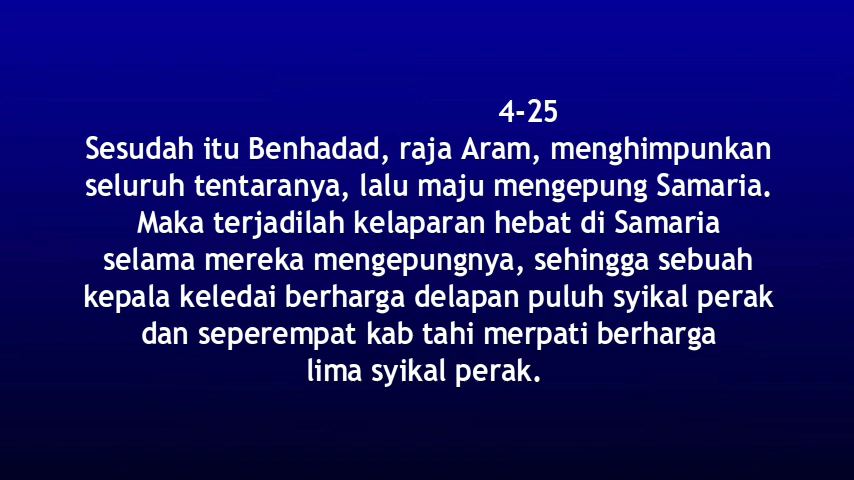 4-25
Sesudah itu Benhadad, raja Aram, menghimpunkan
seluruh tentaranya, lalu maju mengepung Samaria.
Maka terjadilah kelaparan hebat di Samaria
selama mereka mengepungnya, sehingga sebuah
kepala keledai berharga delapan puluh syikal perak
dan seperempat kab tahi merpati berharga
lima syikal perak.